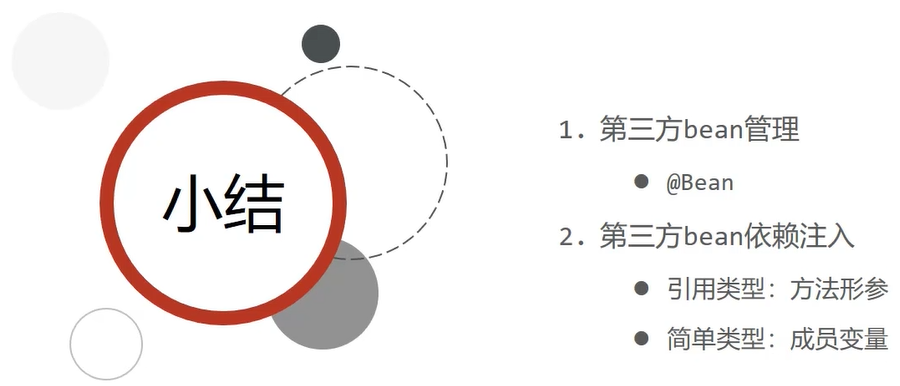 小结
1. 第三方bean管理
● @Bean
2. 第三方bean依赖注入
● 引用类型：方法形参
● 简单类型：成员变量